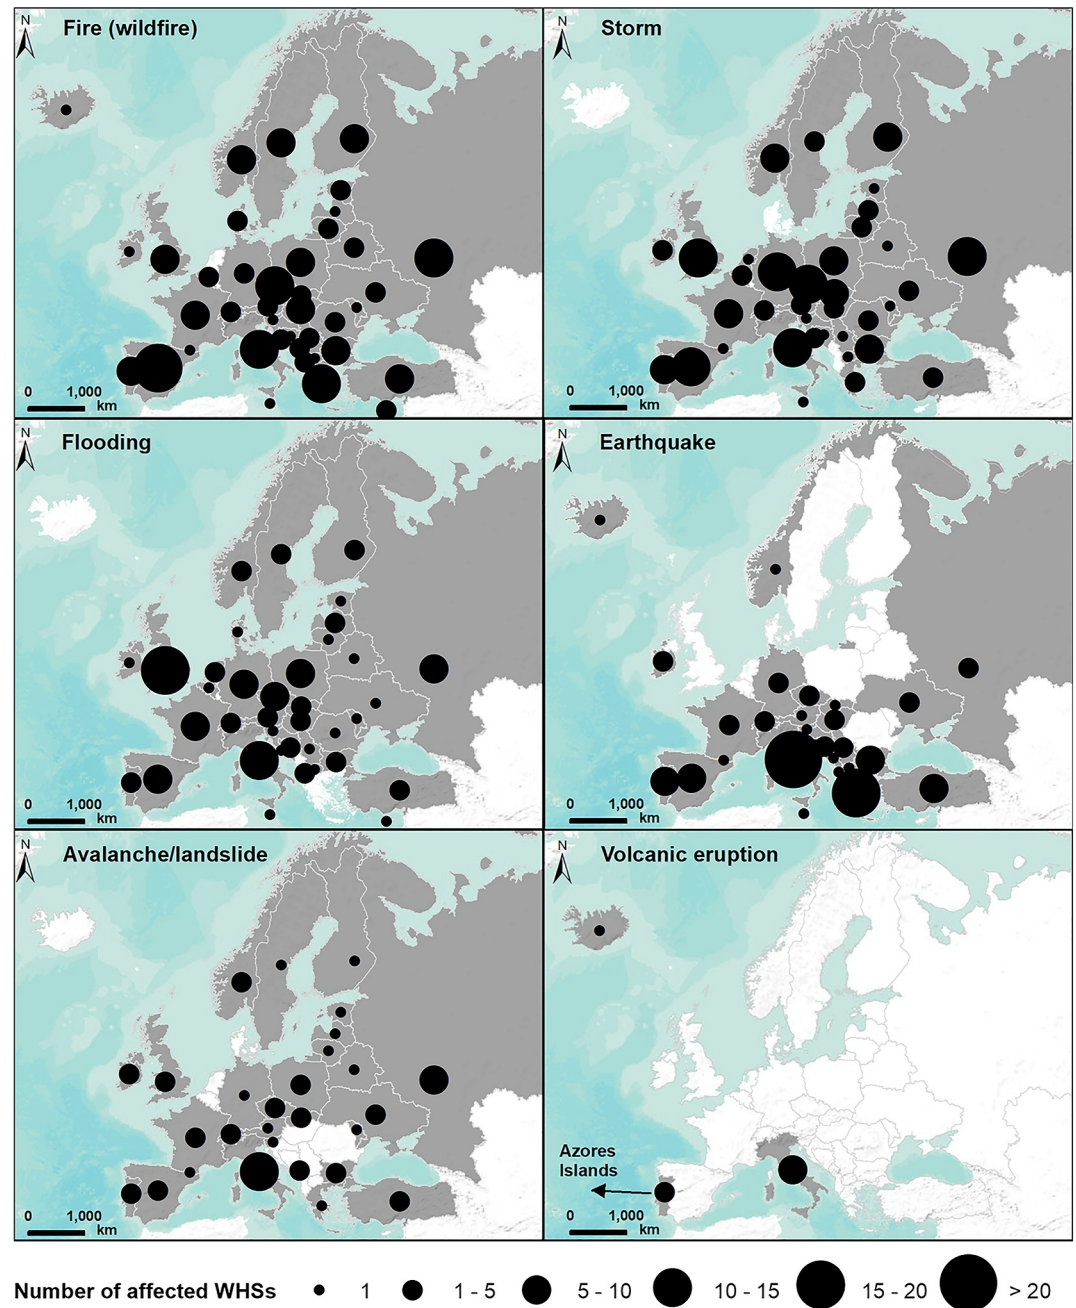 N
Fire (wildfire)
0 1,000
km
N
Storm
0 1,000
km
N
Flooding
0 1,000
km
N
Earthquake
0 1,000
km
N
Avalanche/landslide
0 1,000
km
N
Volcanic eruption
Azores
Islands
0 1,000
km
Number of affected WHSs 1 1 - 5 5 - 10 10 - 15 15 - 20 > 20